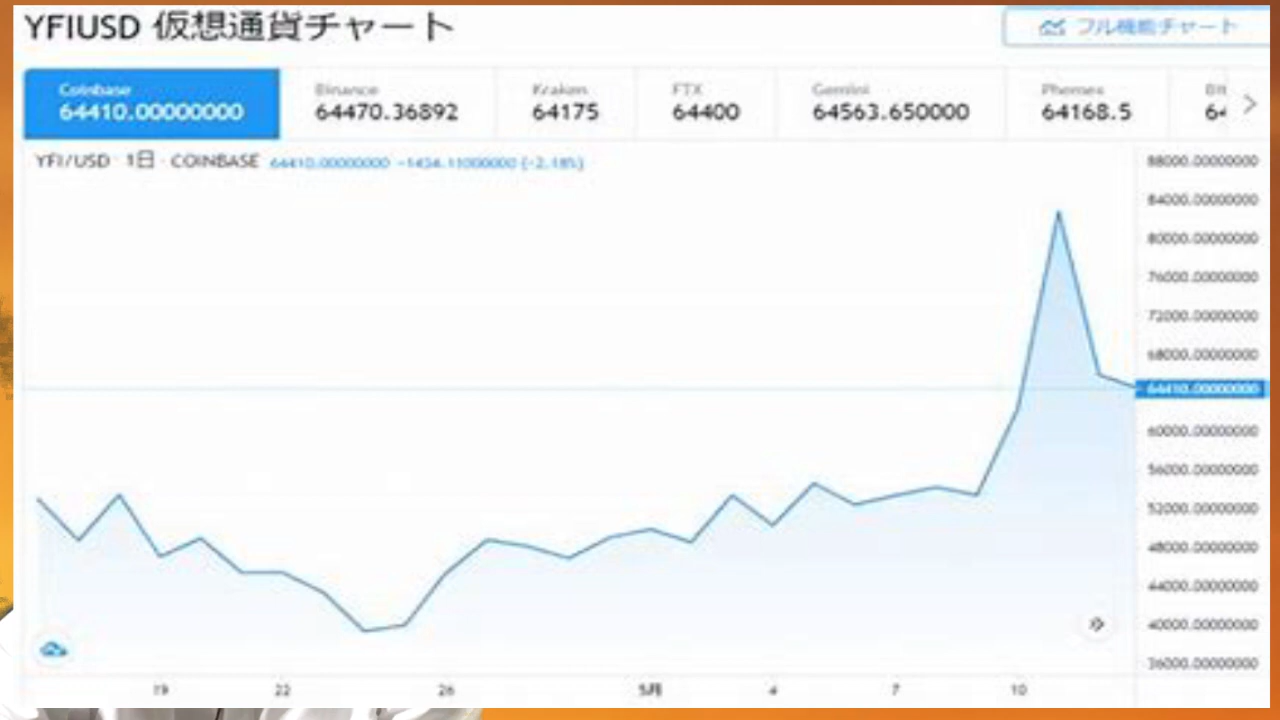 YFIUSD 仮想通貨チャート
フル機能チャート
Coinbase
64410.00000000
Binance
64470.36892
Kraken
64175
FTX
64400
Gemini
64563.650000
Phemex
64168.5
YFI/USD · 1日 · COINBASE 64410.00000000 −1434.11000000 (−2.18%)
88000.00000000
84000.00000000
80000.00000000
76000.00000000
72000.00000000
68000.00000000
64410.00000000
60000.00000000
56000.00000000
52000.00000000
48000.00000000
44000.00000000
40000.00000000
36000.00000000
19 22 26 5月 4 7 10